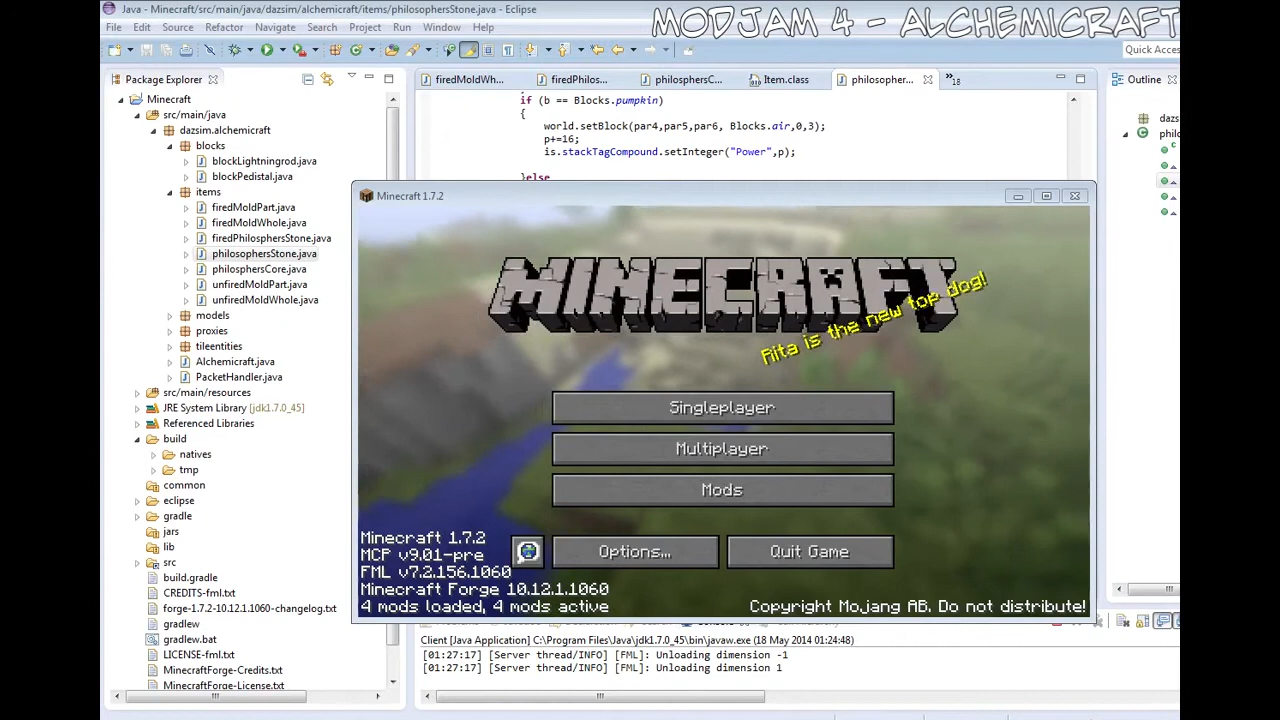 Java - Minecraft/src/main/java/dazsim/alchemicraft/items/philosophersStone.java - Eclipse
MODJAM 4 - ALCHEMICRAFT
File Edit Source Refactor Navigate Search Project Run Window Help
Quick Acces
Package Explorer
firedMoldWh...
firedPhilos...
philosphersC...
Item.class
philosopher...
18
Outline
Minecraft
src/main/java
dazsim.alchemicraft
blocks
blockLightningrod.java
blockPedistal.java
items
firedMoldPart.java
firedMoldWhole.java
firedPhilosphersStone.java
philosophersStone.java
philosphersCore.java
unfiredMoldPart.java
unfiredMoldWhole.java
models
proxies
tileentities
Alchemicraft.java
PacketHandler.java
src/main/resources
JRE System Library [jdk1.7.0_45]
Referenced Libraries
build
natives
tmp
common
eclipse
gradle
jars
lib
src
build.gradle
CREDITS-fml.txt
forge-1.7.2-10.12.1.1060-changelog.txt
gradlew
gradlew.bat
LICENSE-fml.txt
MinecraftForge-Credits.txt
MinecraftForge-License.txt
if (b == Blocks.pumpkin)
{
world.setBlock(par4,par5,par6, Blocks.air,0,3);
p+=16;
is.stackTagCompound.setInteger("Power",p);
}else
dazs
philo
Minecraft 1.7.2
MINECRAFT
Rita is the new top dog!
Singleplayer
Multiplayer
Mods
Options...
Quit Game
Minecraft 1.7.2
MCP v9.01-pre
FML v7.2.156.1060
Minecraft Forge 10.12.1.1060
4 mods loaded, 4 mods active
Copyright Mojang AB. Do not distribute!
Client [Java Application] C:\Program Files\Java\jdk1.7.0_45\bin\javaw.exe (18 May 2014 01:24:48)
[01:27:17] [Server thread/INFO] [FML]: Unloading dimension -1
[01:27:17] [Server thread/INFO] [FML]: Unloading dimension 1